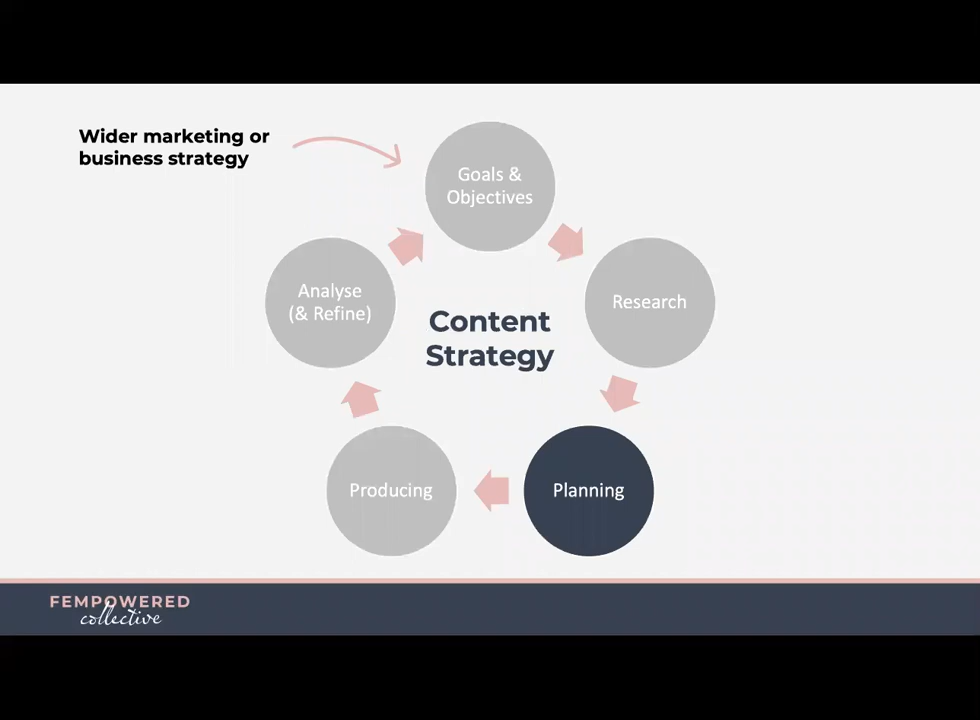 Wider marketing or
business strategy
Goals &
Objectives
Analyse
(& Refine)
Research
Content
Strategy
Producing
Planning
FEMPOWERED
collective